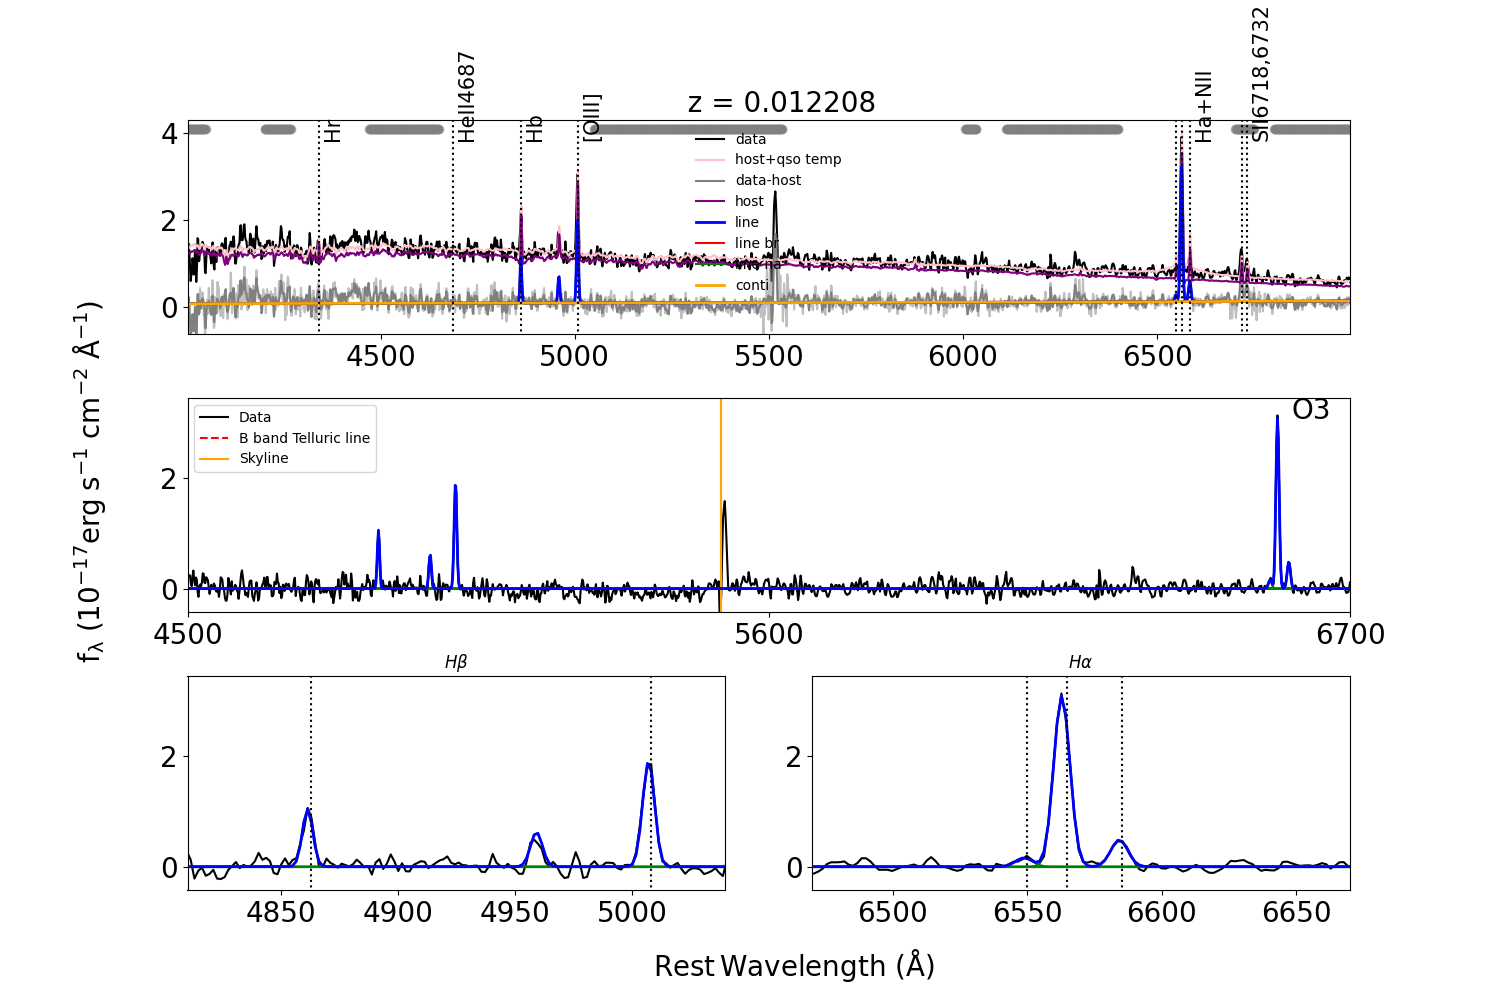 z = 0.012208
Hr
HeII4687
Hb
[OIII]
Ha+NII
SII6718,6732
data
host+qso temp
data-host
host
line
line br
conti
4
2
0
4500 5000 5500 6000 6500
f_λ (10⁻¹⁷erg s⁻¹ cm⁻² Å⁻¹)
Data
B band Telluric line
Skyline
O3
2
0
4500 5600 6700
Hβ
2
0
4850 4900 4950 5000
Hα
2
0
6500 6550 6600 6650
Rest Wavelength (Å)